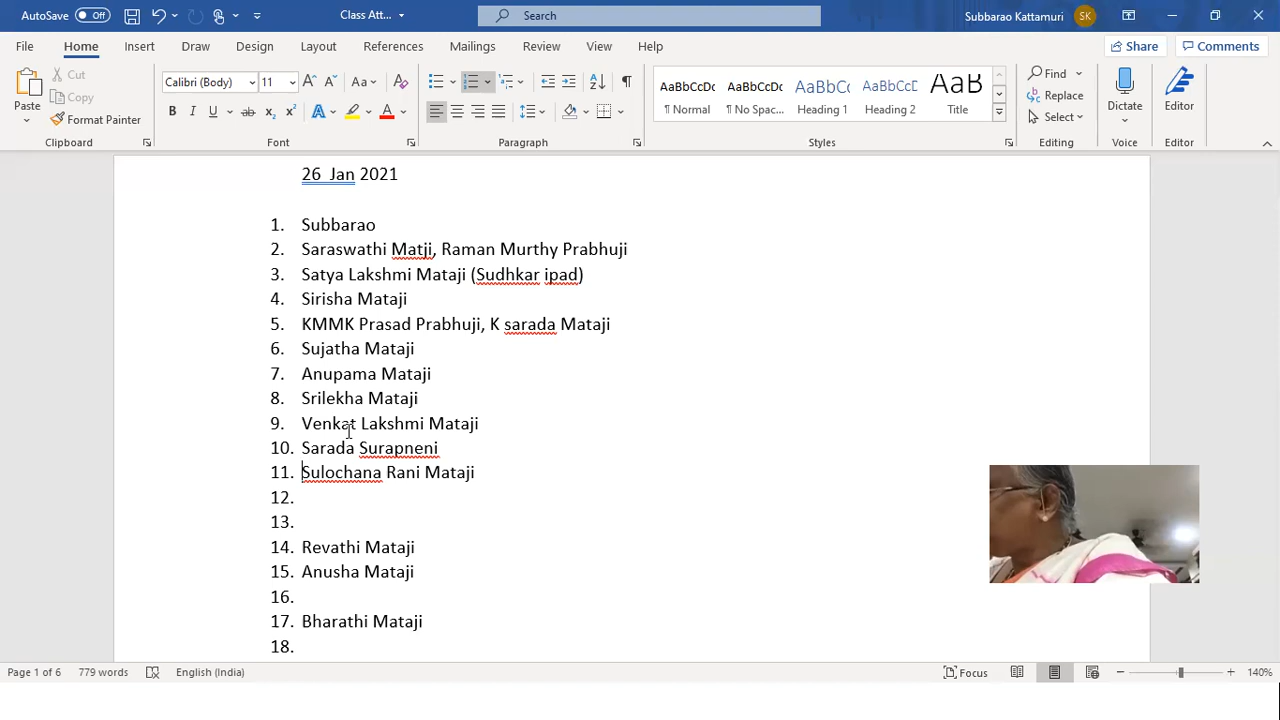 AutoSave Off Class Att... Search Subbarao Kattamuri SK
File Home Insert Draw Design Layout References Mailings Review View Help Share Comments
Paste Cut Copy Format Painter
Calibri (Body) 11 A A Aa A
B I U ab x₂ x² A A
AaBbCcDc AaBbCcDc AaBbCc AaBbCcE AaB
¶ Normal ¶ No Spac... Heading 1 Heading 2 Title
Find Replace Select Dictate Editor
Clipboard Font Paragraph Styles Editing Voice Editor
26 Jan 2021
1. Subbarao
2. Saraswathi Matji, Raman Murthy Prabhuji
3. Satya Lakshmi Mataji (Sudhkar ipad)
4. Sirisha Mataji
5. KMMK Prasad Prabhuji, K sarada Mataji
6. Sujatha Mataji
7. Anupama Mataji
8. Srilekha Mataji
9. Venkat Lakshmi Mataji
10. Sarada Surapneni
11. Sulochana Rani Mataji
12.
13.
14. Revathi Mataji
15. Anusha Mataji
16.
17. Bharathi Mataji
18.
Page 1 of 6 779 words English (India) Focus 140%